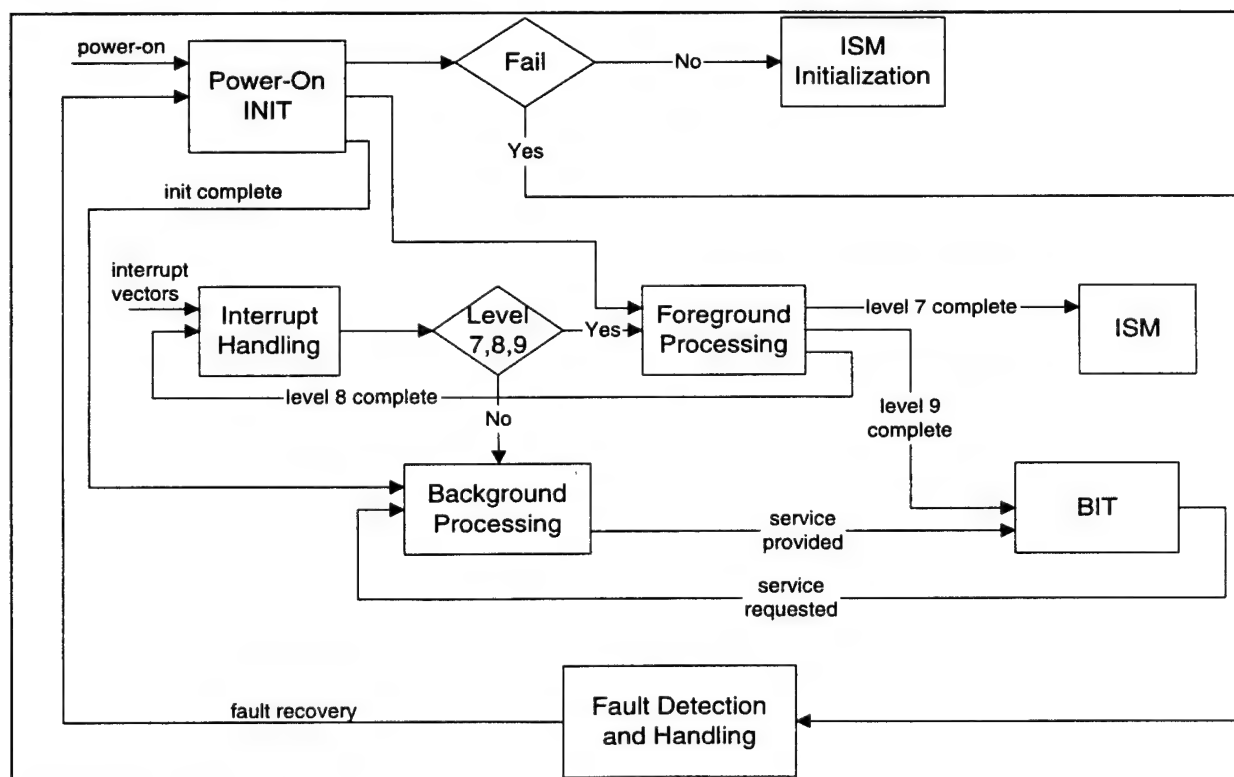 power-on
Power-On
INIT
Fail
No
ISM
Initialization
Yes
init complete
interrupt
vectors
Interrupt
Handling
Level
7,8,9
Yes
Foreground
Processing
level 7 complete
ISM
level 8 complete
No
level 9
complete
Background
Processing
service
provided
BIT
service
requested
fault recovery
Fault Detection
and Handling